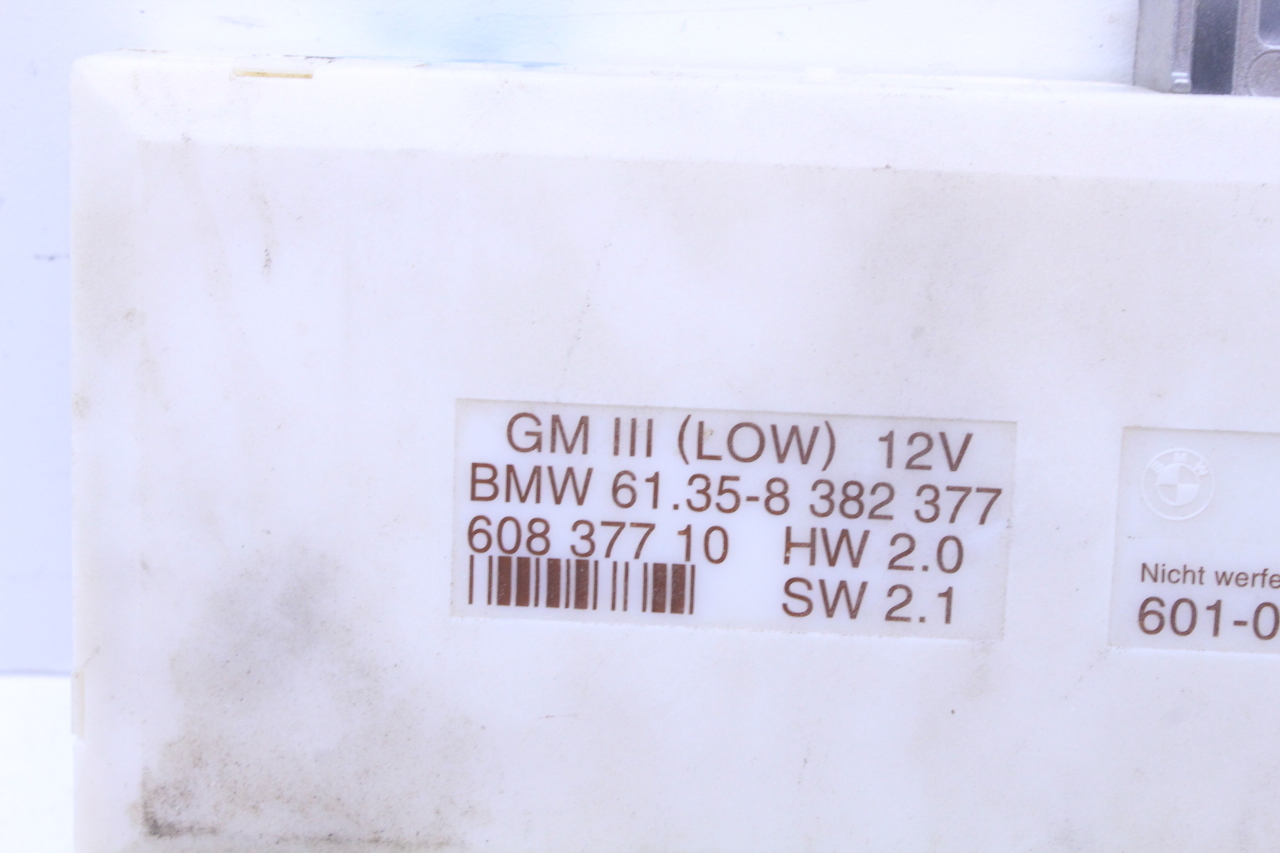 GM III (LOW) 12V
BMW 61.35-8 382 377
608 377 10 HW 2.0
SW 2.1
BMW
Nicht werfe
601-0